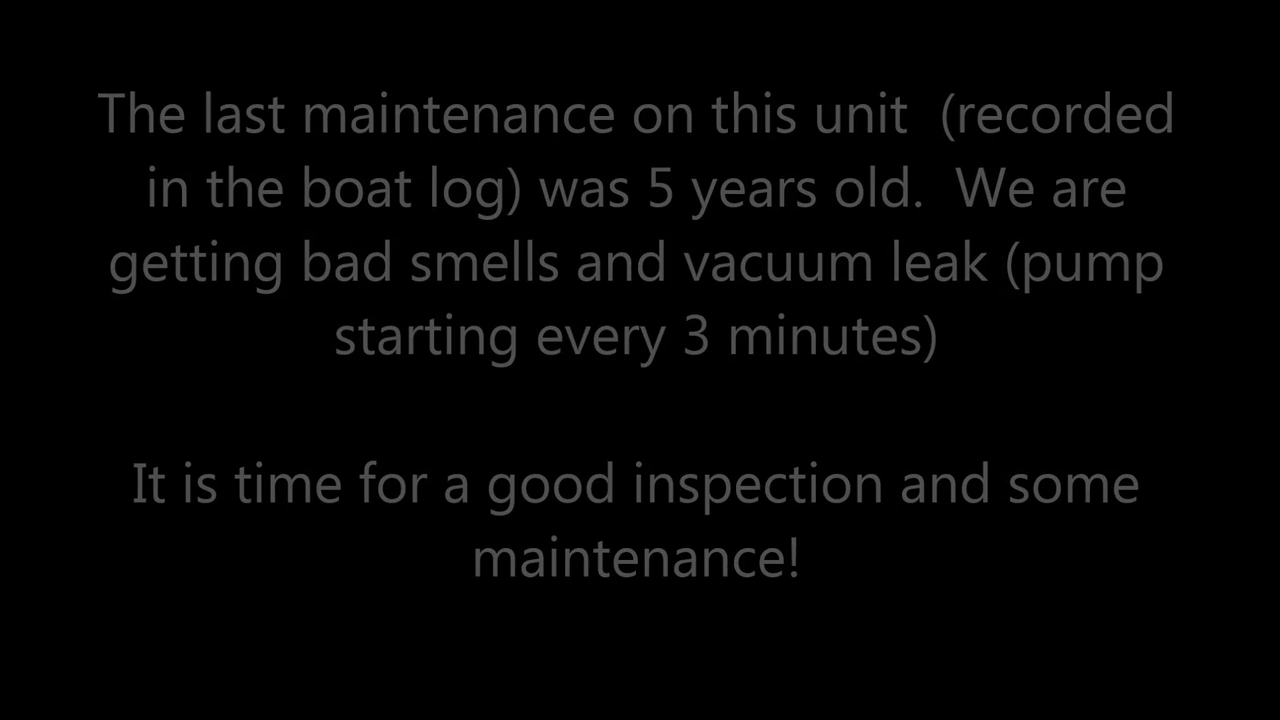 The last maintenance on this unit  (recorded
in the boat log) was 5 years old.  We are
getting bad smells and vacuum leak (pump
starting every 3 minutes)
It is time for a good inspection and some
maintenance!